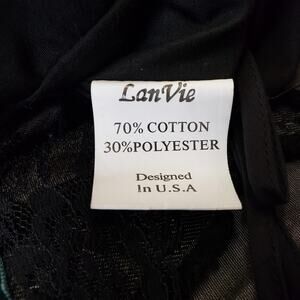 LanVie
70% COTTON
30%POLYESTER
Designed
In U.S.A